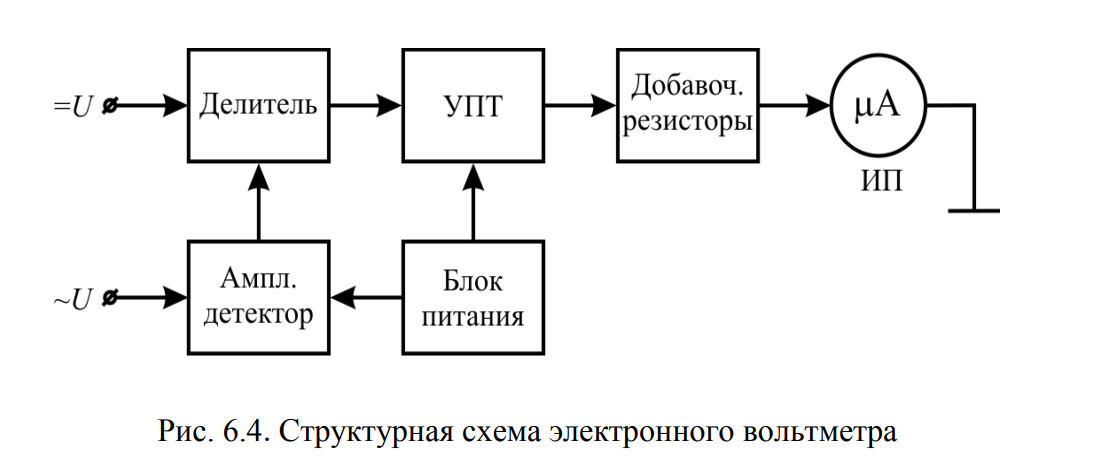 =U
Делитель
УПТ
Добавоч.
резисторы
µA
ИП
~U
Ампл.
детектор
Блок
питания
Рис. 6.4. Структурная схема электронного вольтметра